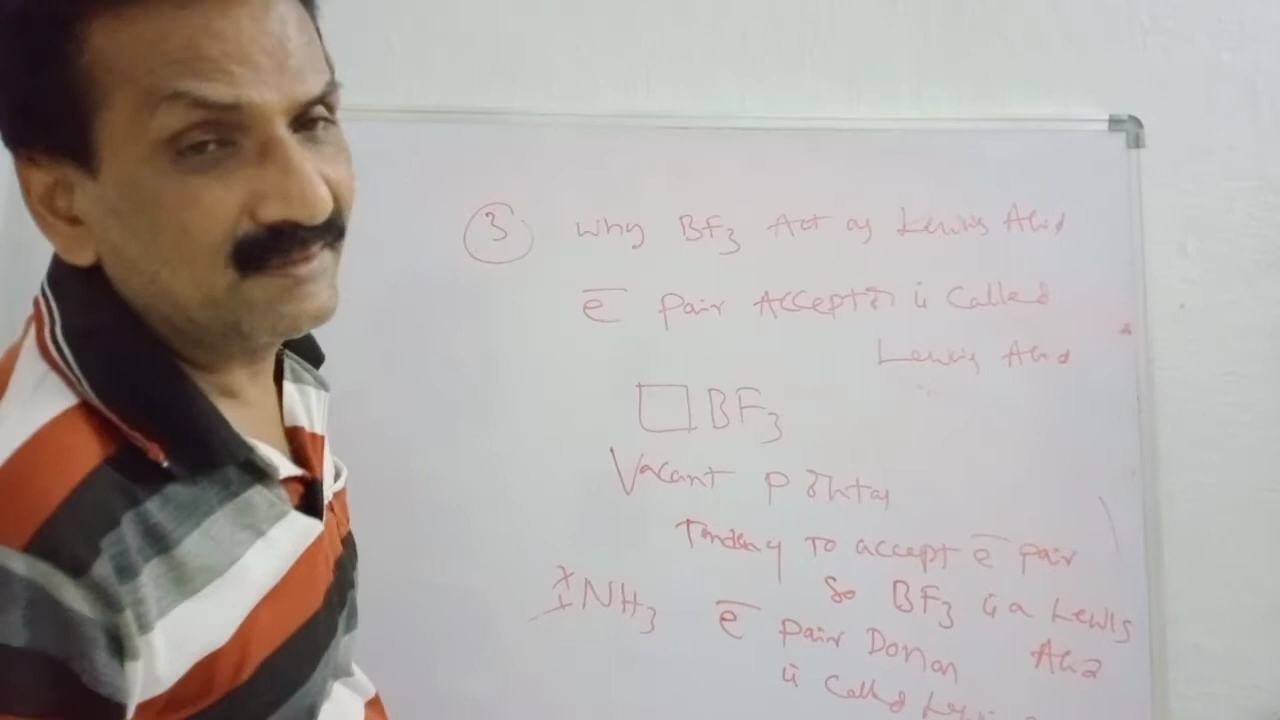 3 Why BF3 Act as Lewis Acid
e⁻ pair Acceptor is called
Lewis Acid
BF3
Vacant p orbital
Tendency To accept e⁻ pair
So BF3 is a Lewis
Acid
NH3 e⁻ pair Donar
is called